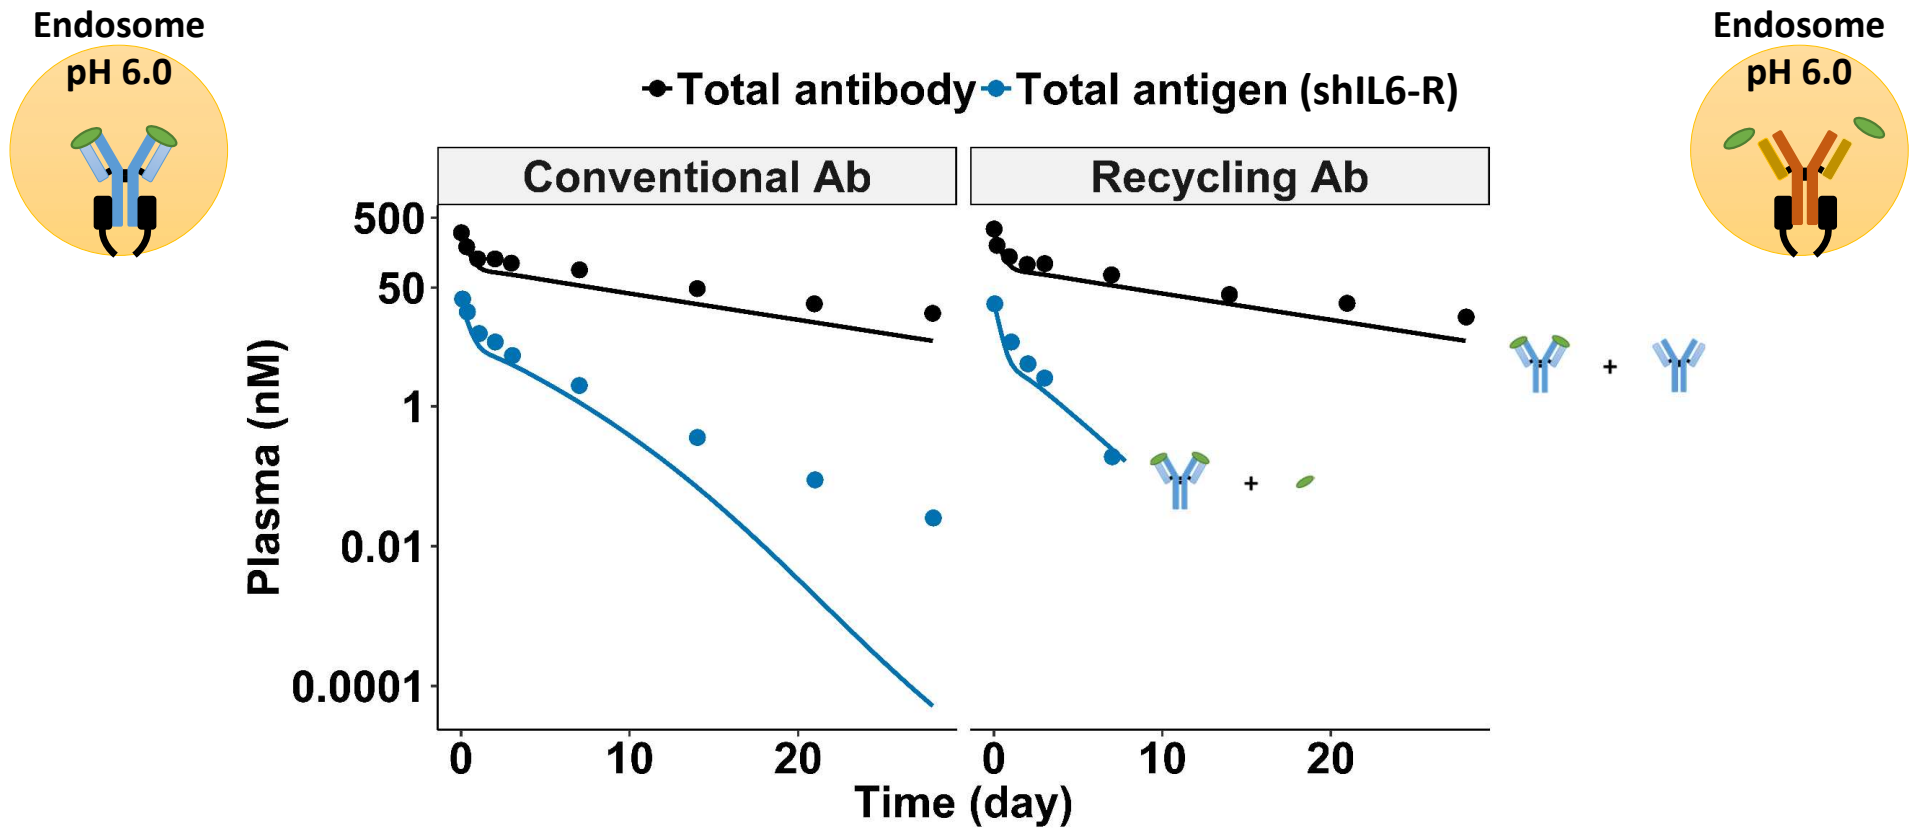 Endosome
pH 6.0
Endosome
pH 6.0
Total antibody Total antigen (shIL6-R)
Conventional Ab
Recycling Ab
Plasma (nM)
500
50
1
0.01
0.0001
+
+
0 10 20
0 10 20
Time (day)